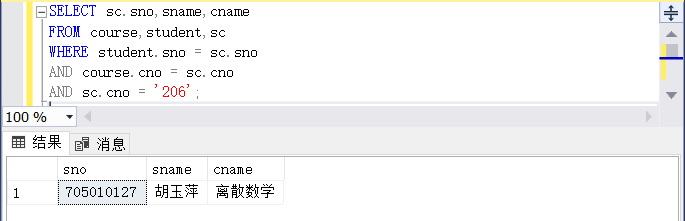 SELECT sc.sno,sname,cname
FROM course,student,sc
WHERE student.sno = sc.sno
AND course.cno = sc.cno
AND sc.cno = '206';
100 %
结果 消息
sno sname cname
1 705010127 胡玉萍 离散数学